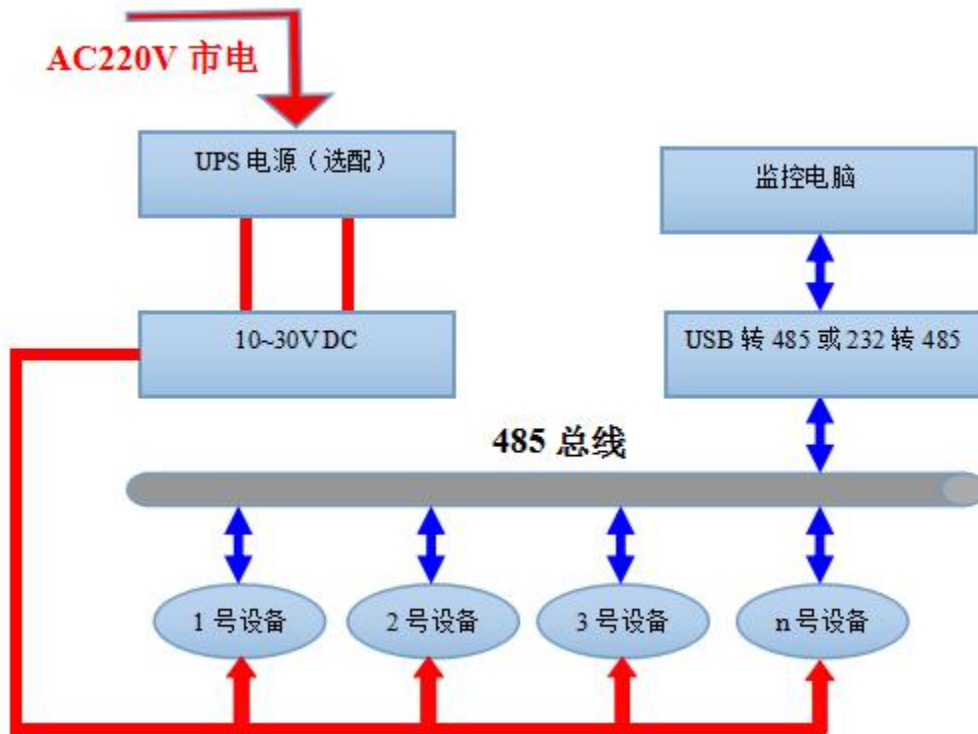 AC220V 市电
UPS 电源（选配）
监控电脑
10~30V DC
USB 转 485 或 232 转 485
485 总线
1 号设备
2 号设备
3 号设备
n 号设备